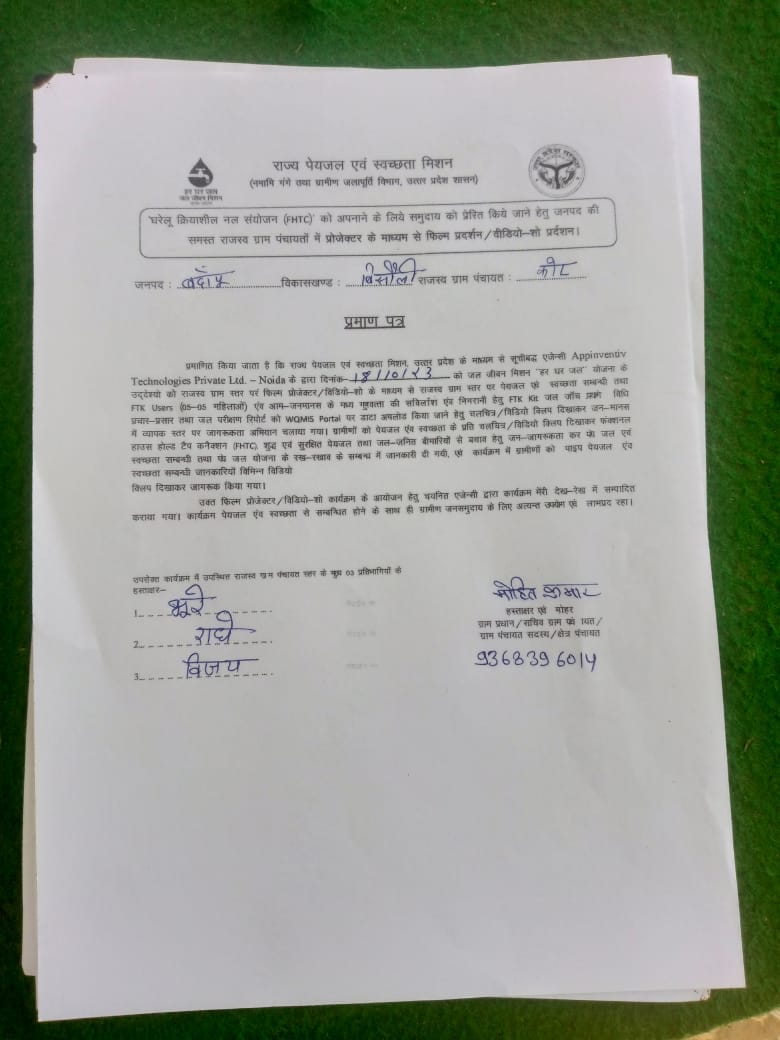 राज्य पेयजल एवं स्वच्छता मिशन
(नमामि गंगे तथा ग्रामीण जलापूर्ति विभाग, उत्तर प्रदेश शासन)
हर घर जल
जल जीवन मिशन
'घरेलू क्रियाशील नल संयोजन (FHTC)' को अपनाने के लिये समुदाय को प्रेरित किये जाने हेतु जनपद की
समस्त राजस्व ग्राम पंचायतों में प्रोजेक्टर के माध्यम से फिल्म प्रदर्शन/वीडियो–शो प्रर्दशन।
जनपद : बदाँयू विकासखण्ड : बिसौली राजस्व ग्राम पंचायत : कोट
प्रमाण पत्र
प्रमाणित किया जाता है कि राज्य पेयजल एवं स्वच्छता मिशन, उत्तर प्रदेश के माध्यम से सूचीबद्ध एजेन्सी Appinventiv
Technologies Private Ltd. – Noida के द्वारा दिनांक– 18/10/23 को जल जीवन मिशन "हर घर जल" योजना के
उद्देश्यो को राजस्व ग्राम स्तर पर फिल्म प्रोजेक्टर/विडियो–शो के माध्यम से राजस्व ग्राम स्तर पर पेयजल एवं स्वच्छता सम्बन्धी तथा
FTK Users (05–05 महिलाओं) एंव आम–जनमानस के मध्य गुणवत्ता की सर्विलांश एंव निगरानी हेतु FTK Kit जल जाँच विधि
प्रचार–प्रसार तथा जल परीक्षण रिपोर्ट को WQMIS Portal पर डाटा अपलोड किया जाने हेतु चलचित्र/विडियो क्लिप दिखाकर जन–मानस
में व्यापक स्तर पर जागरूकता अभियान चलाया गया। ग्रामीणों को पेयजल एंव स्वच्छता के प्रति चलचित्र/विडियो क्लिप दिखाकर फंक्शनल
हाउस होल्ड टैप कनैक्शन (FHTC), शुद्ध एवं सुरक्षित पेयजल तथा जल–जनित बीमारियों से बचाव हेतु जन–जागरूकता कर जल एवं
स्वच्छता सम्बन्धी तथा जल योजना के रख–रखाव के सम्बन्ध में जानकारी दी गयी, एवं कार्यक्रम में ग्रामीणों को पाइप पेयजल एंव
स्वच्छता सम्बन्धी जानकारियों विभिन्न विडियो
क्लिप दिखाकर जागरूक किया गया।
उक्त फिल्म प्रोजेक्टर/विडियो–शो कार्यक्रम के आयोजन हेतु चयनित एजेन्सी द्वारा कार्यक्रम मेरी देख–रेख में सम्पादित
कराया गया। कार्यक्रम पेयजल एंव स्वच्छता से सम्बन्धित होने के साथ ही ग्रामीण जनसमुदाय के लिए अत्यन्त उपयोग एवं लाभप्रद रहा।
उपरोक्त कार्यक्रम में उपस्थित राजस्व ग्राम पंचायत स्तर के मुख्य 03 प्रतिभागियों के
हस्ताक्षर–
1. भूरे
2. राधे
3. विजय
मोहित कुमार
हस्ताक्षर एवं मोहर
ग्राम प्रधान/सचिव ग्राम पंचायत/
ग्राम पंचायत सदस्य/क्षेत्र पंचायत
9368396014